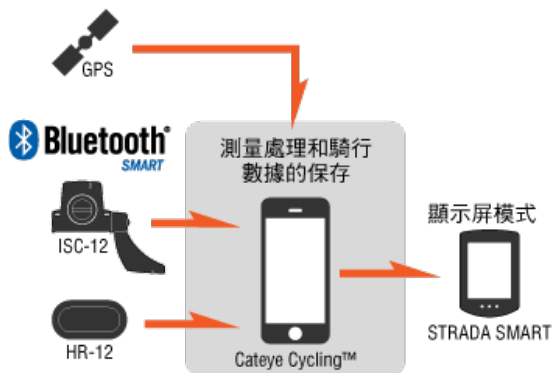 GPS
Bluetooth®
SMART
測量處理和騎行
數據的保存
ISC-12
HR-12
Cateye Cycling™
顯示屏模式
STRADA SMART